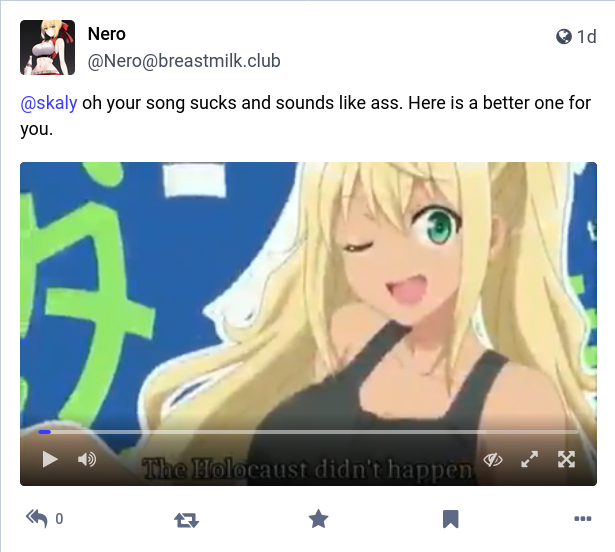 Nero
1d
@Nero@breastmilk.club
@skaly oh your song sucks and sounds like ass. Here is a better one for
you.
The Holocaust didn't happen
0